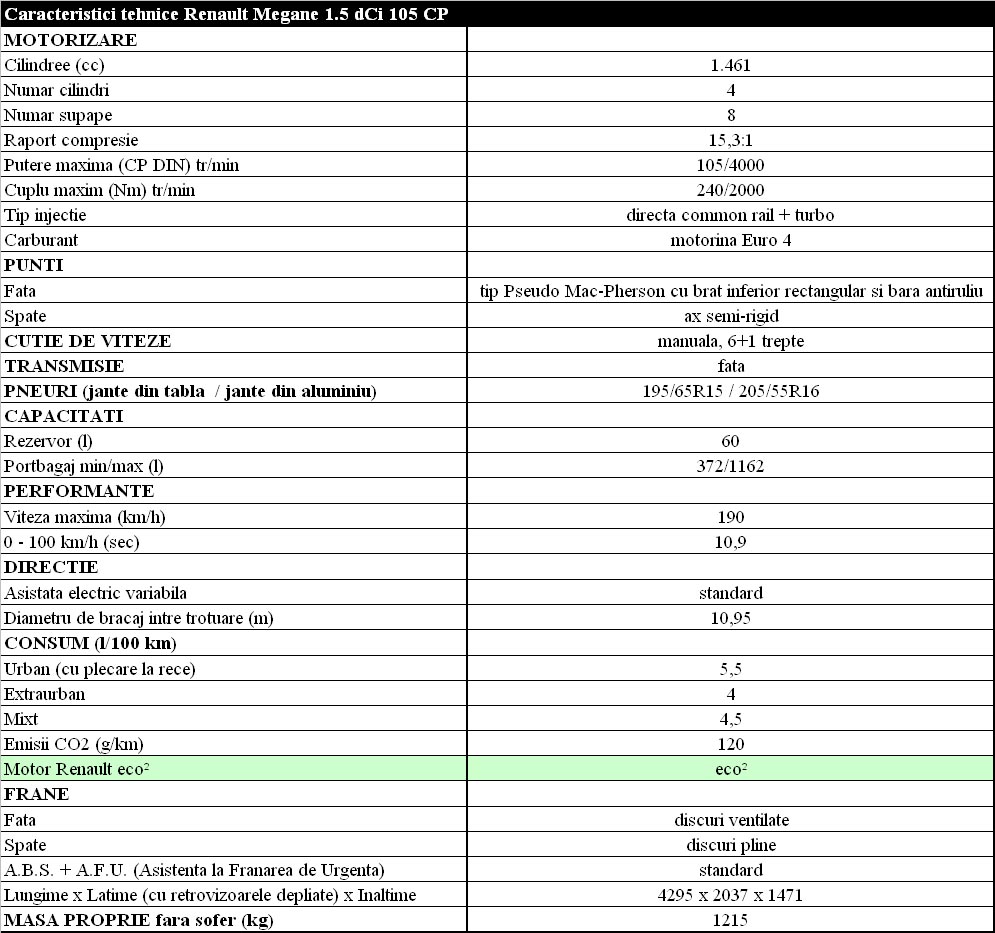 Caracteristici tehnice Renault Megane 1.5 dCi 105 CP
MOTORIZARE
Cilindree (cc) 1.461
Numar cilindri 4
Numar supape 8
Raport compresie 15,3:1
Putere maxima (CP DIN) tr/min 105/4000
Cuplu maxim (Nm) tr/min 240/2000
Tip injectie directa common rail + turbo
Carburant motorina Euro 4
PUNTI
Fata tip Pseudo Mac-Pherson cu brat inferior rectangular si bara antiruliu
Spate ax semi-rigid
CUTIE DE VITEZE manuala, 6+1 trepte
TRANSMISIE fata
PNEURI (jante din tabla / jante din aluminiu) 195/65R15 / 205/55R16
CAPACITATI
Rezervor (l) 60
Portbagaj min/max (l) 372/1162
PERFORMANTE
Viteza maxima (km/h) 190
0 - 100 km/h (sec) 10,9
DIRECTIE
Asistata electric variabila standard
Diametru de bracaj intre trotuare (m) 10,95
CONSUM (l/100 km)
Urban (cu plecare la rece) 5,5
Extraurban 4
Mixt 4,5
Emisii CO2 (g/km) 120
Motor Renault eco² eco²
FRANE
Fata discuri ventilate
Spate discuri pline
A.B.S. + A.F.U. (Asistenta la Franarea de Urgenta) standard
Lungime x Latime (cu retrovizoarele depliate) x Inaltime 4295 x 2037 x 1471
MASA PROPRIE fara sofer (kg) 1215